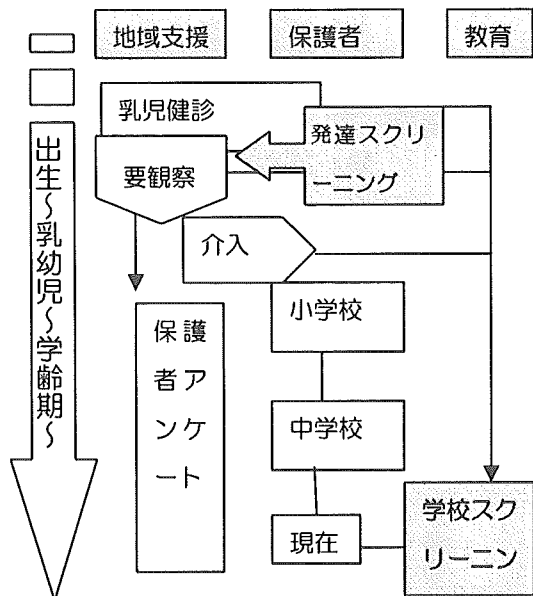 地域支援
保護者
教育
乳児健診
発達スクリ
ーニング
要観察
介入
出生～乳幼児～学齢期～
保護
者ア
ンケ
ート
小学校
中学校
現在
学校スク
リーニン